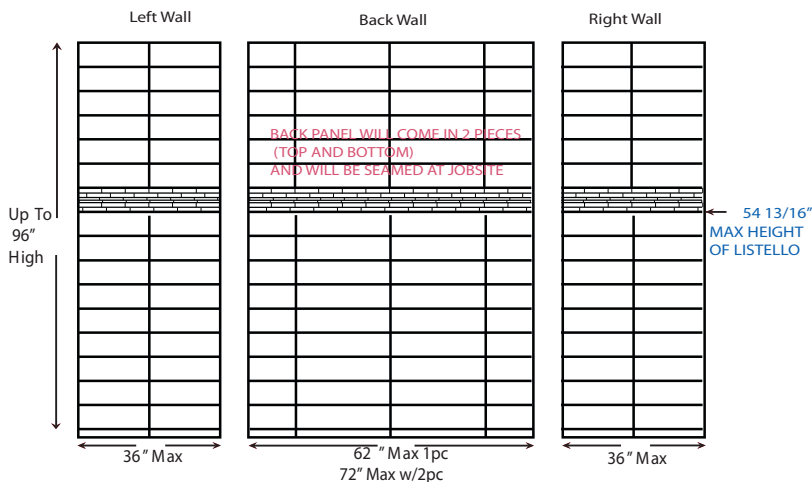 Left Wall
Back Wall
Right Wall
BACK PANEL WILL COME IN 2 PIECES
(TOP AND BOTTOM)
AND WILL BE SEAMED AT JOBSITE
Up To
96”
High
54 13/16”
MAX HEIGHT
OF LISTELLO
36” Max
62 ” Max 1pc
72” Max w/2pc
36” Max